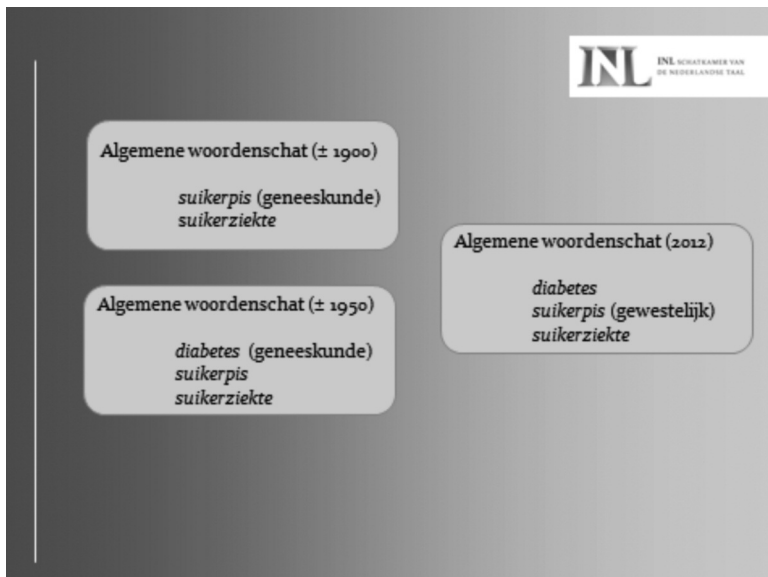 INL
INL SCHATKAMER VAN
DE NEDERLANDSE TAAL
Algemene woordenschat (± 1900)
suikerpis (geneeskunde)
suikerziekte
Algemene woordenschat (± 1950)
diabetes (geneeskunde)
suikerpis
suikerziekte
Algemene woordenschat (2012)
diabetes
suikerpis (gewestelijk)
suikerziekte